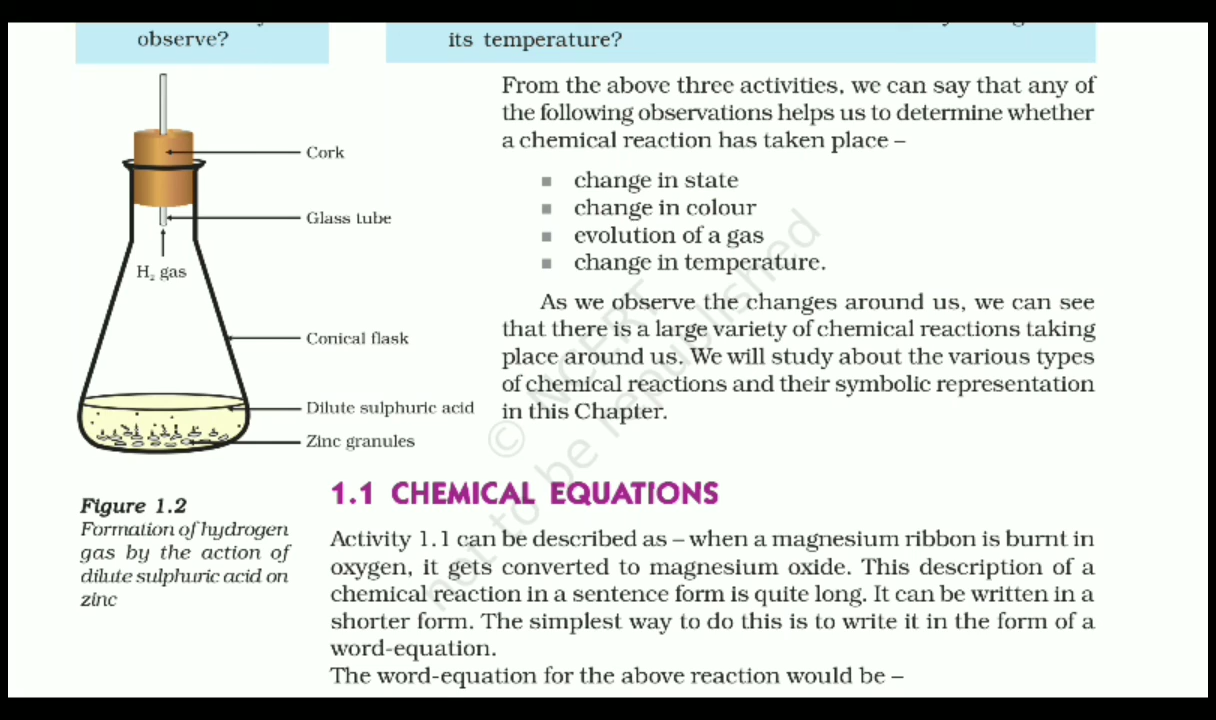 observe?
its temperature?
From the above three activities, we can say that any of
the following observations helps us to determine whether
a chemical reaction has taken place –
■ change in state
■ change in colour
■ evolution of a gas
■ change in temperature.
As we observe the changes around us, we can see
that there is a large variety of chemical reactions taking
place around us. We will study about the various types
of chemical reactions and their symbolic representation
in this Chapter.
Cork
Glass tube
H₂ gas
Conical flask
Dilute sulphuric acid
Zinc granules
Figure 1.2
Formation of hydrogen
gas by the action of
dilute sulphuric acid on
zinc
1.1 CHEMICAL EQUATIONS
Activity 1.1 can be described as – when a magnesium ribbon is burnt in
oxygen, it gets converted to magnesium oxide. This description of a
chemical reaction in a sentence form is quite long. It can be written in a
shorter form. The simplest way to do this is to write it in the form of a
word-equation.
The word-equation for the above reaction would be –
© NCERT
not to be republished